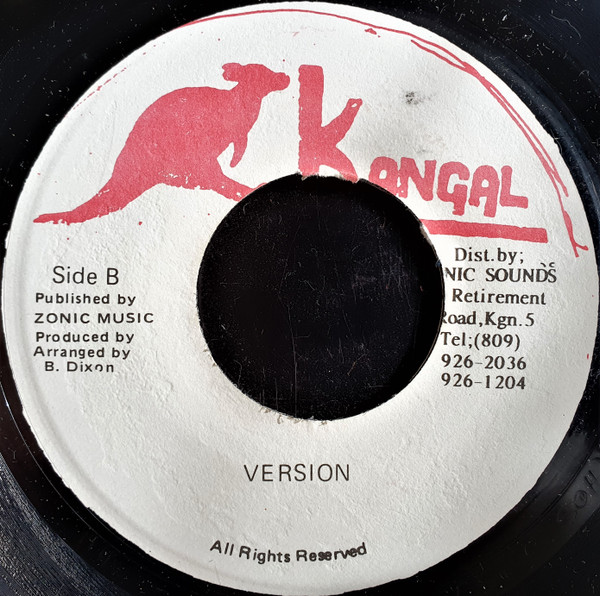 KANGAL
Side B
Published by
ZONIC MUSIC
Produced by
Arranged by
B. Dixon
Dist.by;
NIC SOUNDS
Retirement
Road,Kgn.5
Tel;(809)
926-2036
926-1204
VERSION
All Rights Reserved